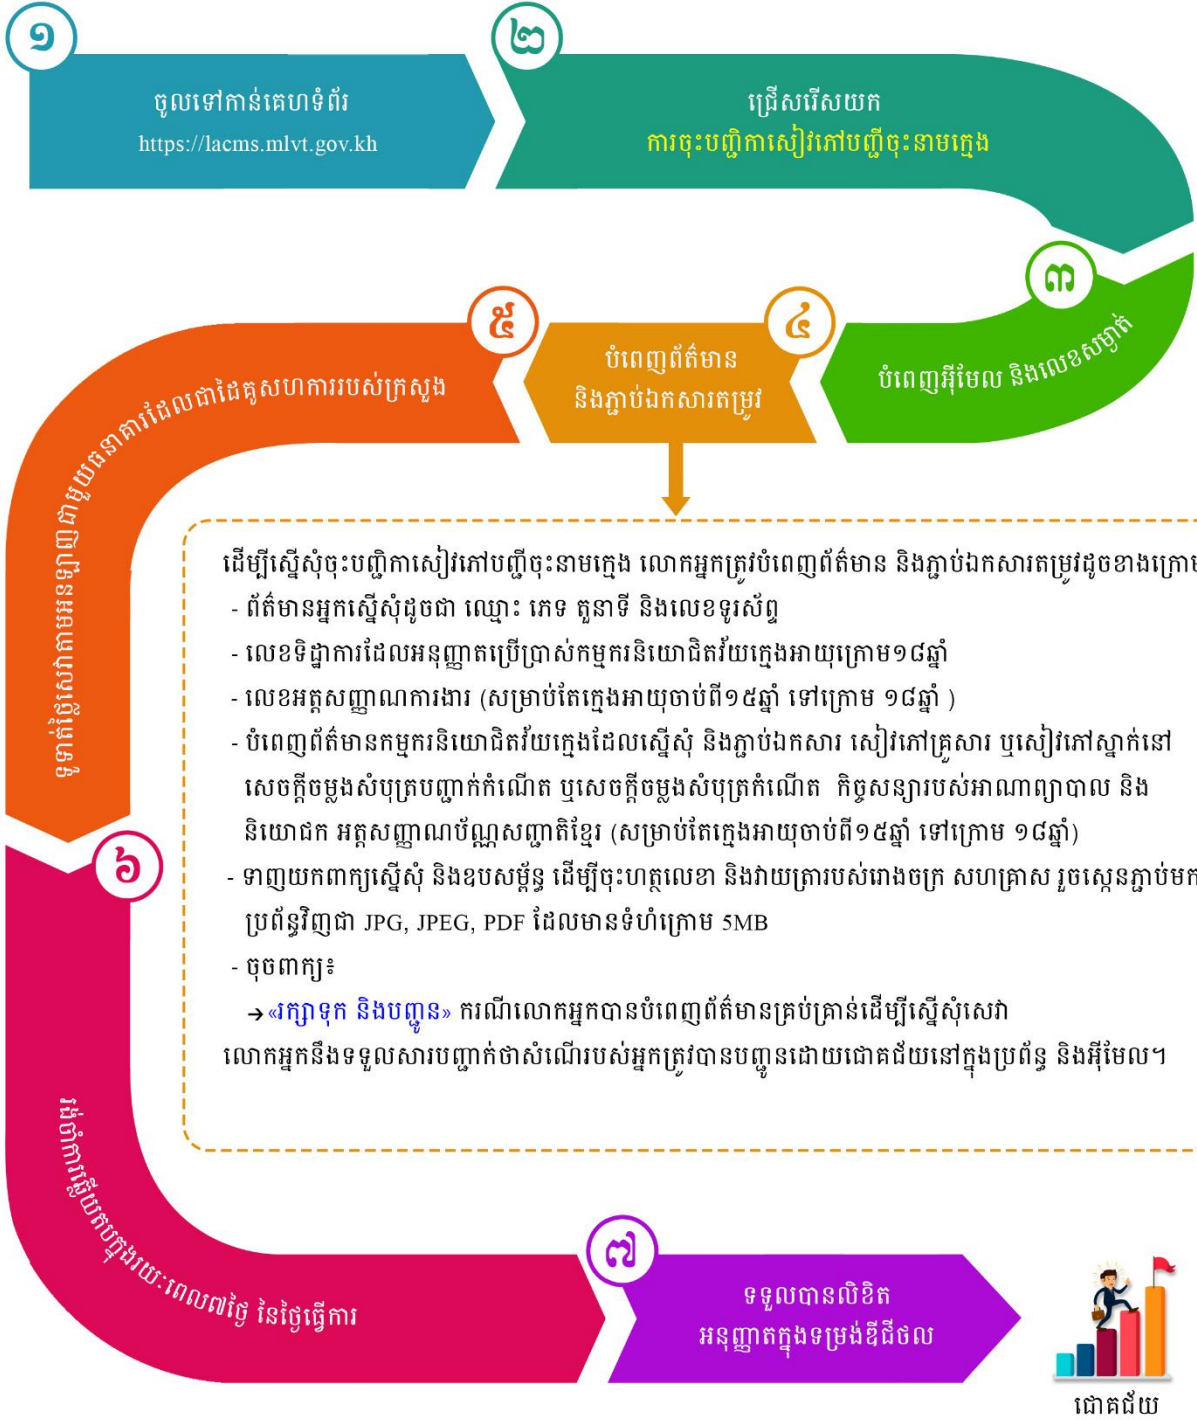 ១
ចូលទៅកាន់គេហទំព័រ
https://lacms.mlvt.gov.kh
២
ជ្រើសរើសយក
ការចុះបញ្ជិកាសៀវភៅបញ្ជីចុះនាមក្មេង
៣
បំពេញអ៊ីមែល និងលេខសម្ងាត់
៤
បំពេញព័ត៌មាន
និងភ្ជាប់ឯកសារតម្រូវ
៥
ទូទាត់ថ្លៃសេវាតាមអនឡាញជាមួយធនាគារដែលជាដៃគូសហការរបស់ក្រសួង
ដើម្បីស្នើសុំចុះបញ្ជិកាសៀវភៅបញ្ជីចុះនាមក្មេង លោកអ្នកត្រូវបំពេញព័ត៌មាន និងភ្ជាប់ឯកសារតម្រូវដូចខាងក្រោម
- ព័ត៌មានអ្នកស្នើសុំដូចជា ឈ្មោះ ភេទ តួនាទី និងលេខទូរស័ព្ទ
- លេខទិដ្ឋាការដែលអនុញ្ញាតប្រើប្រាស់កម្មករនិយោជិតវ័យក្មេងអាយុក្រោម១៨ឆ្នាំ
- លេខអត្តសញ្ញាណការងារ (សម្រាប់តែក្មេងអាយុចាប់ពី១៥ឆ្នាំ ទៅក្រោម ១៨ឆ្នាំ )
- បំពេញព័ត៌មានកម្មករនិយោជិតវ័យក្មេងដែលស្នើសុំ និងភ្ជាប់ឯកសារ សៀវភៅគ្រួសារ ឬសៀវភៅស្នាក់នៅ
សេចក្តីចម្លងសំបុត្របញ្ជាក់កំណើត ឬសេចក្តីចម្លងសំបុត្រកំណើត កិច្ចសន្យារបស់អាណាព្យាបាល និង
និយោជក អត្តសញ្ញាណប័ណ្ណសញ្ជាតិខ្មែរ (សម្រាប់តែក្មេងអាយុចាប់ពី១៥ឆ្នាំ ទៅក្រោម ១៨ឆ្នាំ)
- ទាញយកពាក្យស្នើសុំ និងឧបសម្ព័ន្ធ ដើម្បីចុះហត្ថលេខា និងវាយត្រារបស់រោងចក្រ សហគ្រាស រួចស្កេនភ្ជាប់មក
ប្រព័ន្ធវិញជា JPG, JPEG, PDF ដែលមានទំហំក្រោម 5MB
- ចុចពាក្យ៖
→«រក្សាទុក និងបញ្ជូន» ករណីលោកអ្នកបានបំពេញព័ត៌មានគ្រប់គ្រាន់ដើម្បីស្នើសុំសេវា
លោកអ្នកនឹងទទួលសារបញ្ជាក់ថាសំណើរបស់អ្នកត្រូវបានបញ្ជូនដោយជោគជ័យនៅក្នុងប្រព័ន្ធ និងអ៊ីមែល។
៦
រង់ចាំការឆ្លើយតបក្នុងរយៈពេល៧ថ្ងៃ នៃថ្ងៃធ្វើការ
៧
ទទួលបានលិខិត
អនុញ្ញាតក្នុងទម្រង់ឌីជីថល
ជោគជ័យ